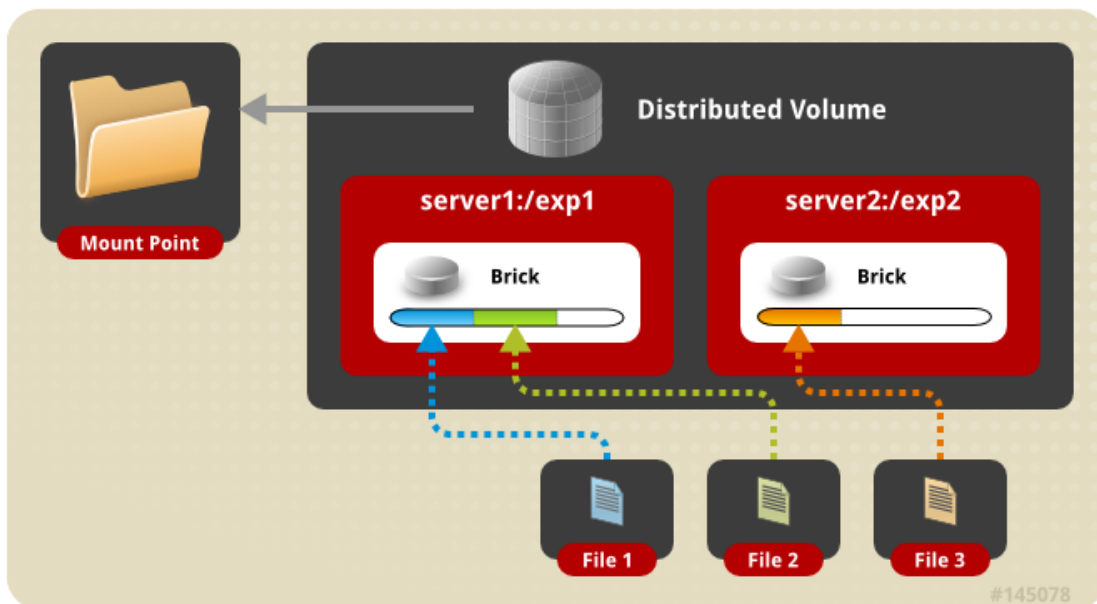 Distributed Volume
Mount Point
server1:/exp1
server2:/exp2
Brick
Brick
File 1
File 2
File 3
#145078